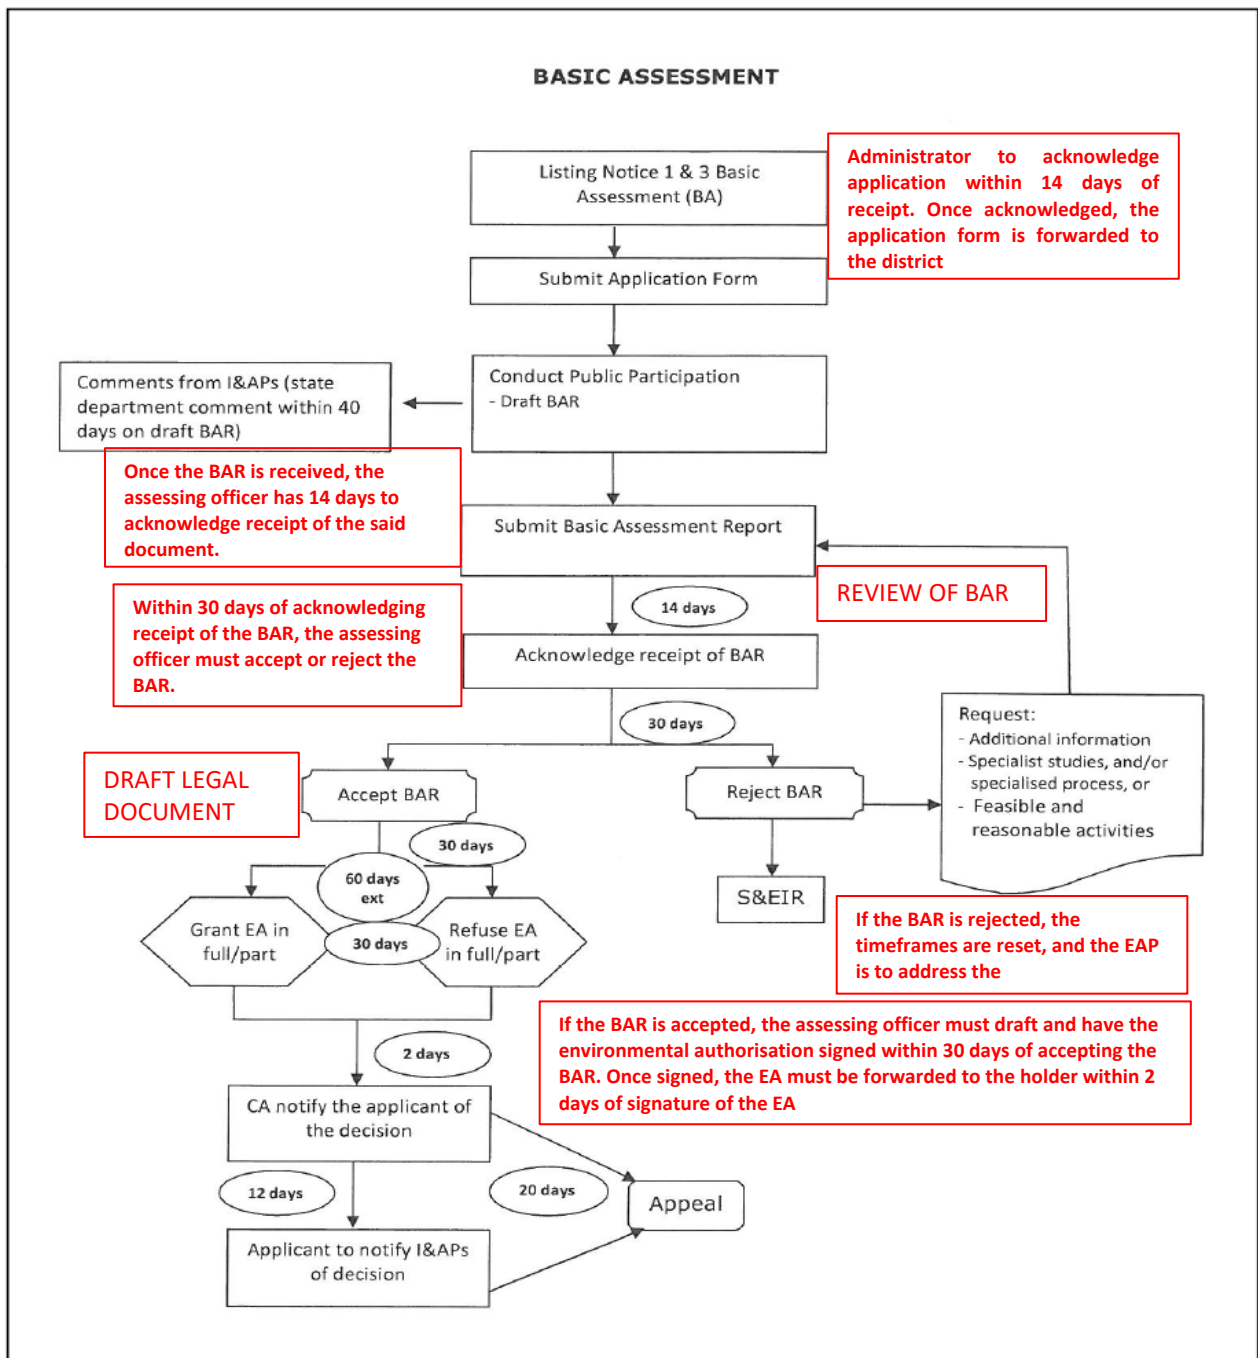 BASIC ASSESSMENT
Listing Notice 1 & 3 Basic
Assessment (BA)
Administrator to acknowledge
application within 14 days of
receipt. Once acknowledged, the
application form is forwarded to
the district
Submit Application Form
Conduct Public Participation
- Draft BAR
Comments from I&APs (state
department comment within 40
days on draft BAR)
Once the BAR is received, the
assessing officer has 14 days to
acknowledge receipt of the said
document.
Submit Basic Assessment Report
REVIEW OF BAR
14 days
Within 30 days of acknowledging
receipt of the BAR, the assessing
officer must accept or reject the
BAR.
Acknowledge receipt of BAR
30 days
Request:
- Additional information
- Specialist studies, and/or
specialised process, or
- Feasible and
reasonable activities
DRAFT LEGAL
DOCUMENT
Accept BAR
Reject BAR
30 days
60 days
ext
S&EIR
Grant EA in
full/part
30 days
Refuse EA
in full/part
If the BAR is rejected, the
timeframes are reset, and the EAP
is to address the
If the BAR is accepted, the assessing officer must draft and have the
environmental authorisation signed within 30 days of accepting the
BAR. Once signed, the EA must be forwarded to the holder within 2
days of signature of the EA
2 days
CA notify the applicant of
the decision
12 days
20 days
Appeal
Applicant to notify I&APs
of decision